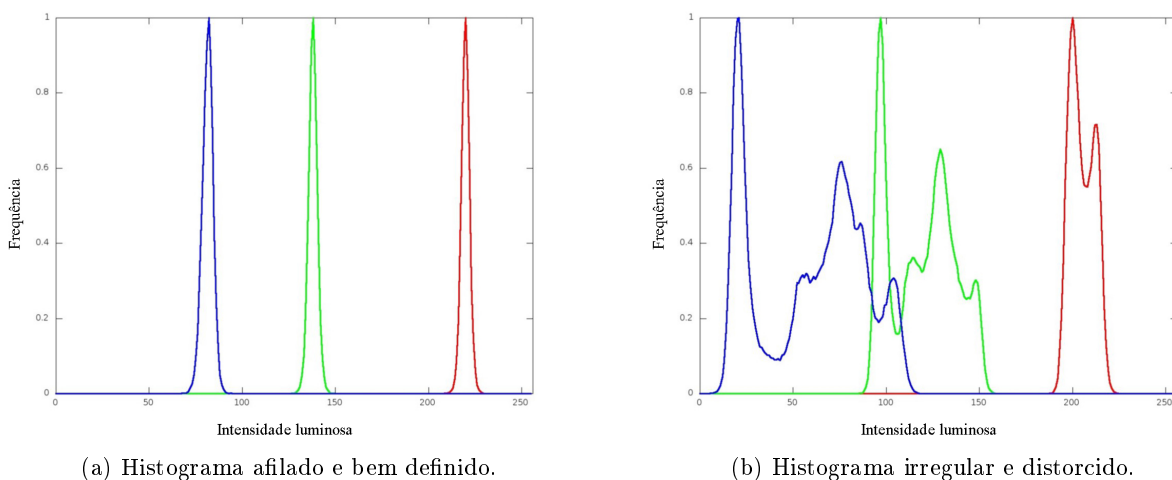 1
0.8
0.6
0.4
0.2
0
Frequência
0 50 100 150 200 250
Intensidade luminosa
(a) Histograma afilado e bem definido.
1
0.8
0.6
0.4
0.2
0
Frequência
0 50 100 150 200 250
Intensidade luminosa
(b) Histograma irregular e distorcido.